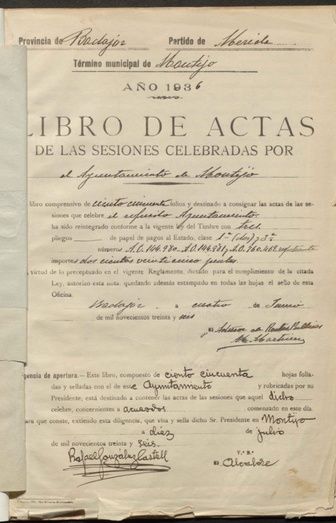 Provincia de Badajoz Partido de Mérida
Término municipal de Montijo
AÑO 1936
LIBRO DE ACTAS
DE LAS SESIONES CELEBRADAS POR
el Ayuntamiento de Montijo
libro comprensivo de ciento cincuenta folios y destinado a consignar las actas de las se-
siones que celebre el referido Ayuntamiento
ha sido reintegrado conforme a la vigente ley del Timbre con
pliegos de papel de pagos al Estado, clase
números
importes dos cientos veinte cinco pesetas
virtud de lo preceptuado en el vigente Reglamento, dictado para el cumplimiento de la citada
Ley, autorizo esta nota, quedando además estampado en todas las hojas el sello de esta
Oficina.
Badajoz a cuatro de Junio
de mil novecientos treinta y seis
El
Diligencia de apertura.-Este libro, compuesto de ciento cincuenta hojas folia-
das y selladas con el de este Ayuntamiento y rubricadas por su
Presidente, está destinado a contener las actas de las sesiones que aquel dicho
celebre, concernientes a acuerdos comenzado en este día.
Para que conste, extiendo esta diligencia, que visa y sella dicho Sr. Presidente en Montijo
a diez de julio
de mil novecientos treinta y seis.
V.º B.º
Rafael González Castell El Alcalde